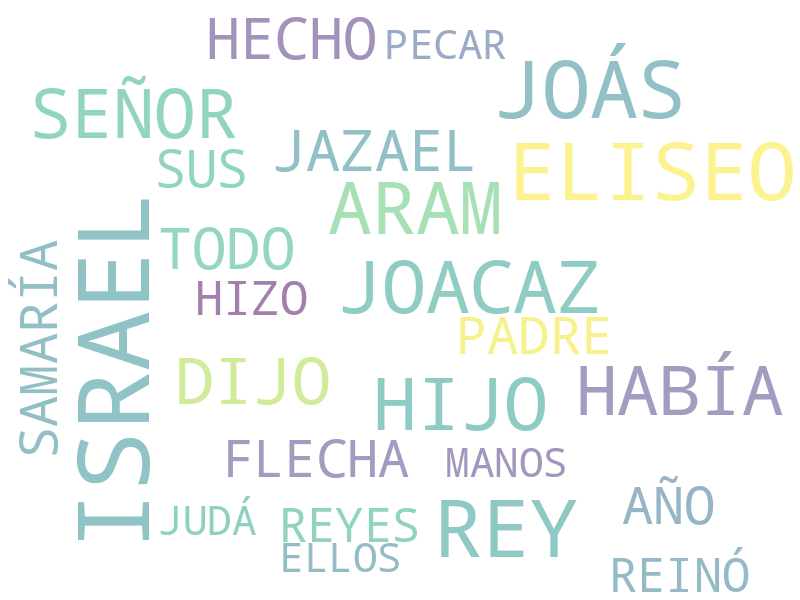 HECHO
PECAR
JOÁS
SEÑOR
JAZAEL
ELISEO
SUS
ARAM
TODO
SAMARÍA
ISRAEL
HIZO
JOACAZ
PADRE
DIJO
HIJO
HABÍA
FLECHA
MANOS
JUDÁ
REYES
REY
AÑO
ELLOS
REINÓ